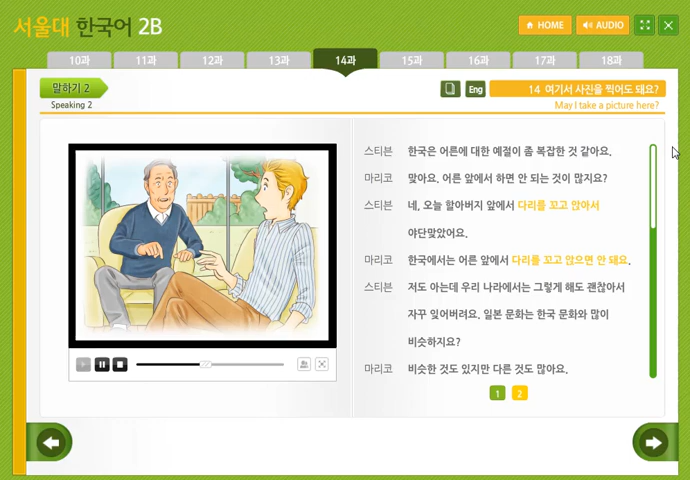 서울대 한국어 2B
HOME
AUDIO
10과
11과
12과
13과
14과
15과
16과
17과
18과
말하기 2
Speaking 2
Eng
14 여기서 사진을 찍어도 돼요?
May I take a picture here?
스티븐 한국은 어른에 대한 예절이 좀 복잡한 것 같아요.
마리코 맞아요. 어른 앞에서 하면 안 되는 것이 많지요?
스티븐 네, 오늘 할아버지 앞에서 다리를 꼬고 앉아서
야단맞았어요.
마리코 한국에서는 어른 앞에서 다리를 꼬고 앉으면 안 돼요.
스티븐 저도 아는데 우리 나라에서는 그렇게 해도 괜찮아서
자꾸 잊어버려요. 일본 문화는 한국 문화와 많이
비슷하지요?
마리코 비슷한 것도 있지만 다른 것도 많아요.
1 2